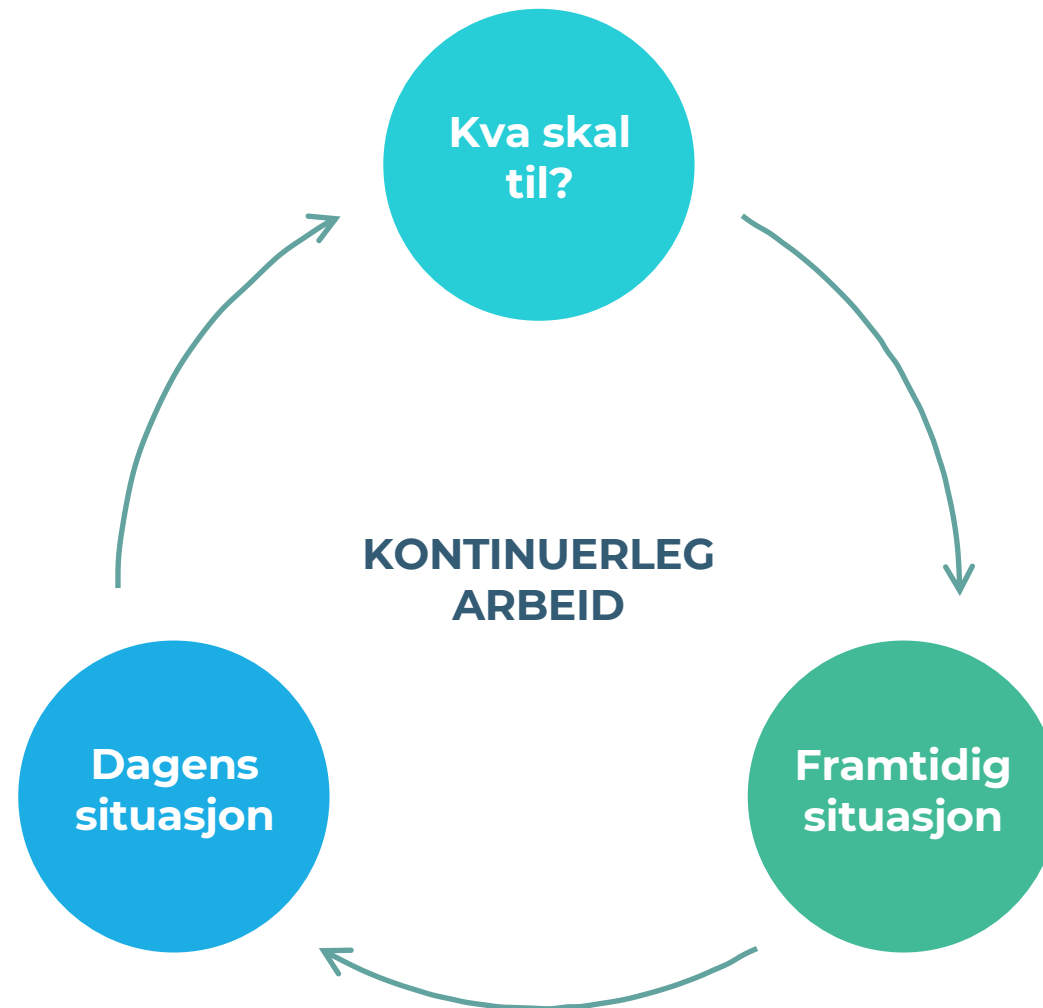 Kva skal
til?
KONTINUERLEG
ARBEID
Dagens
situasjon
Framtidig
situasjon